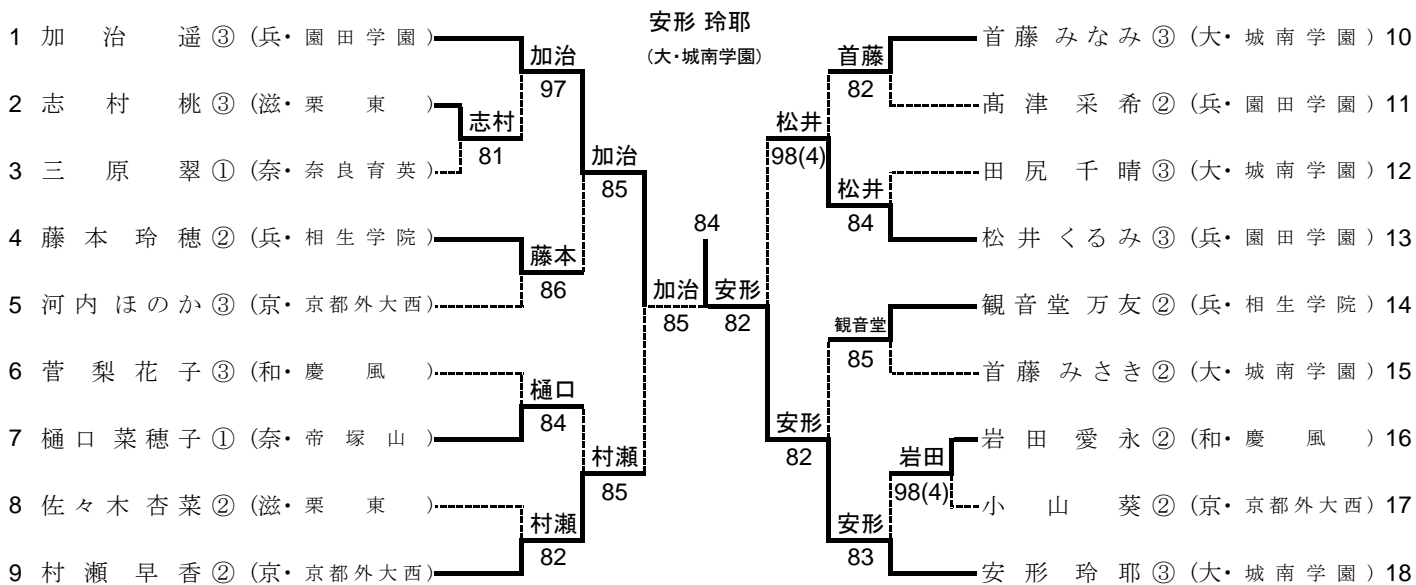 安形 玲耶
(大・城南学園)
1 加治 遥 ③ (兵・園田学園)
加治
97
2 志村 桃 ③ (滋・栗東)
志村
81
3 三原 翠 ① (奈・奈良育英)
加治
85
4 藤本 玲穂 ② (兵・相生学院)
藤本
86
5 河内 ほのか ③ (京・京都外大西)
加治
85
6 菅 梨花子 ③ (和・慶風)
樋口
84
7 樋口 菜穂子 ① (奈・帝塚山)
村瀬
85
8 佐々木 杏菜 ② (滋・栗東)
村瀬
82
9 村瀬 早香 ② (京・京都外大西)
84
安形
82
首藤 みなみ ③ (大・城南学園) 10
首藤
82
髙津 采希 ② (兵・園田学園) 11
松井
98(4)
田尻 千晴 ③ (大・城南学園) 12
松井
84
松井 くるみ ③ (兵・園田学園) 13
観音堂 万友 ② (兵・相生学院) 14
観音堂
85
首藤 みさき ② (大・城南学園) 15
安形
82
岩田 愛永 ② (和・慶風) 16
岩田
98(4)
小山 葵 ② (京・京都外大西) 17
安形
83
安形 玲耶 ③ (大・城南学園) 18